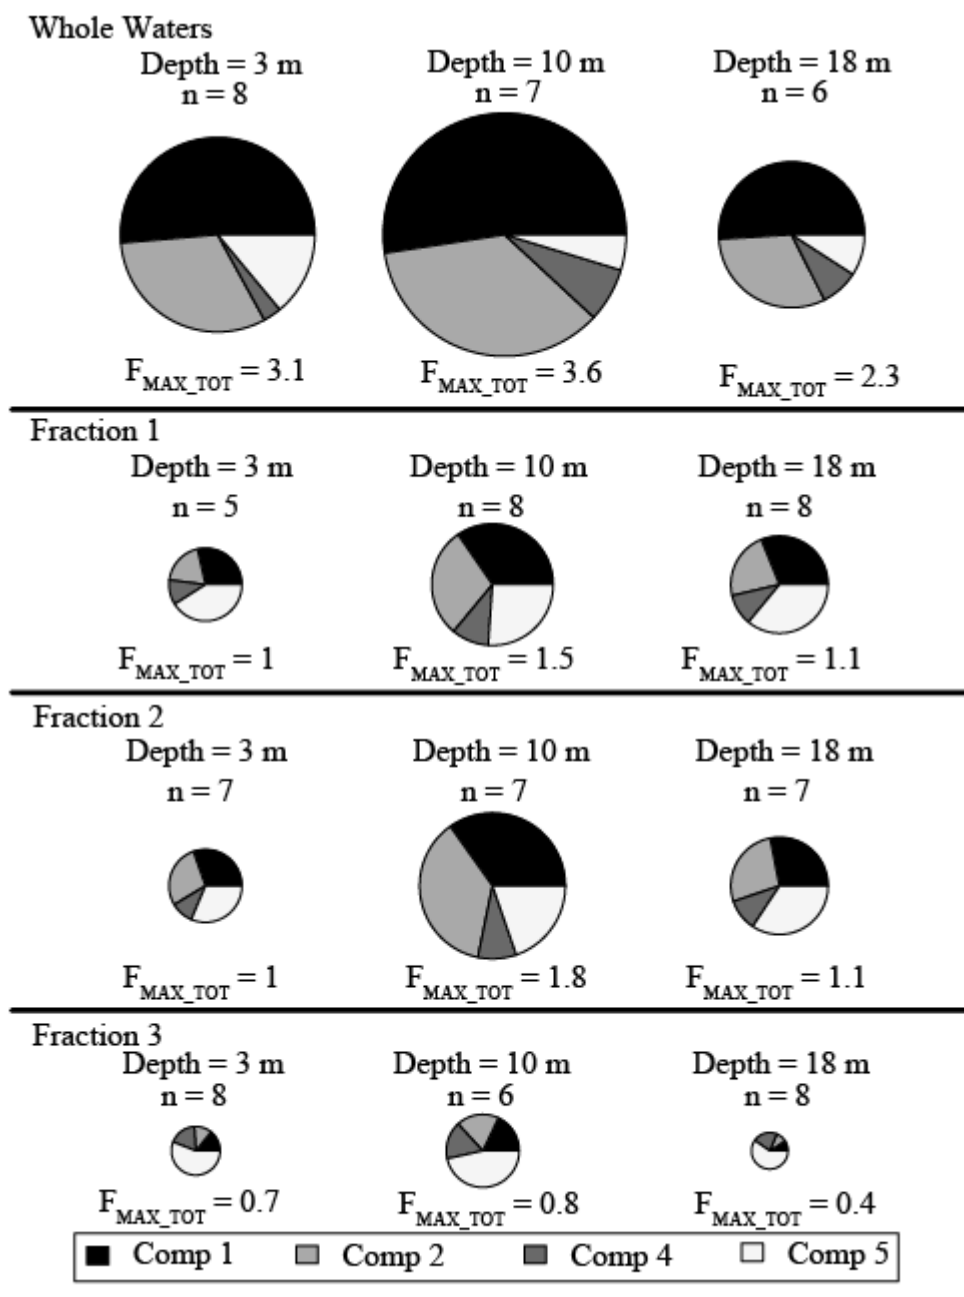 Whole Waters
Depth = 3 m
n = 8
Depth = 10 m
n = 7
Depth = 18 m
n = 6
FMAX_TOT = 3.1
FMAX_TOT = 3.6
FMAX_TOT = 2.3
Fraction 1
Depth = 3 m
n = 5
Depth = 10 m
n = 8
Depth = 18 m
n = 8
FMAX_TOT = 1
FMAX_TOT = 1.5
FMAX_TOT = 1.1
Fraction 2
Depth = 3 m
n = 7
Depth = 10 m
n = 7
Depth = 18 m
n = 7
FMAX_TOT = 1
FMAX_TOT = 1.8
FMAX_TOT = 1.1
Fraction 3
Depth = 3 m
n = 8
Depth = 10 m
n = 6
Depth = 18 m
n = 8
FMAX_TOT = 0.7
FMAX_TOT = 0.8
FMAX_TOT = 0.4
Comp 1
Comp 2
Comp 4
Comp 5